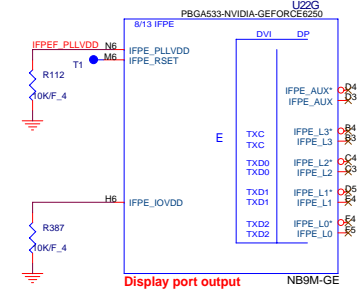 U22G
PBGA533-NVIDIA-GEFORCE6250
8/13 IFPE
DVI DP
IFPEF_PLLVDD N6 IFPE_PLLVDD
T1 M6 IFPE_RSET
R112
10K/F_4
IFPE_AUX* D4
IFPE_AUX D3
E
TXC IFPE_L3* B4
TXC IFPE_L3 B3
TXD0 IFPE_L2* C4
TXD0 IFPE_L2 C3
H6 IFPE_IOVDD
TXD1 IFPE_L1* D5
TXD1 IFPE_L1 E4
R387
10K/F_4
TXD2 IFPE_L0* F4
TXD2 IFPE_L0 E5
Display port output
NB9M-GE